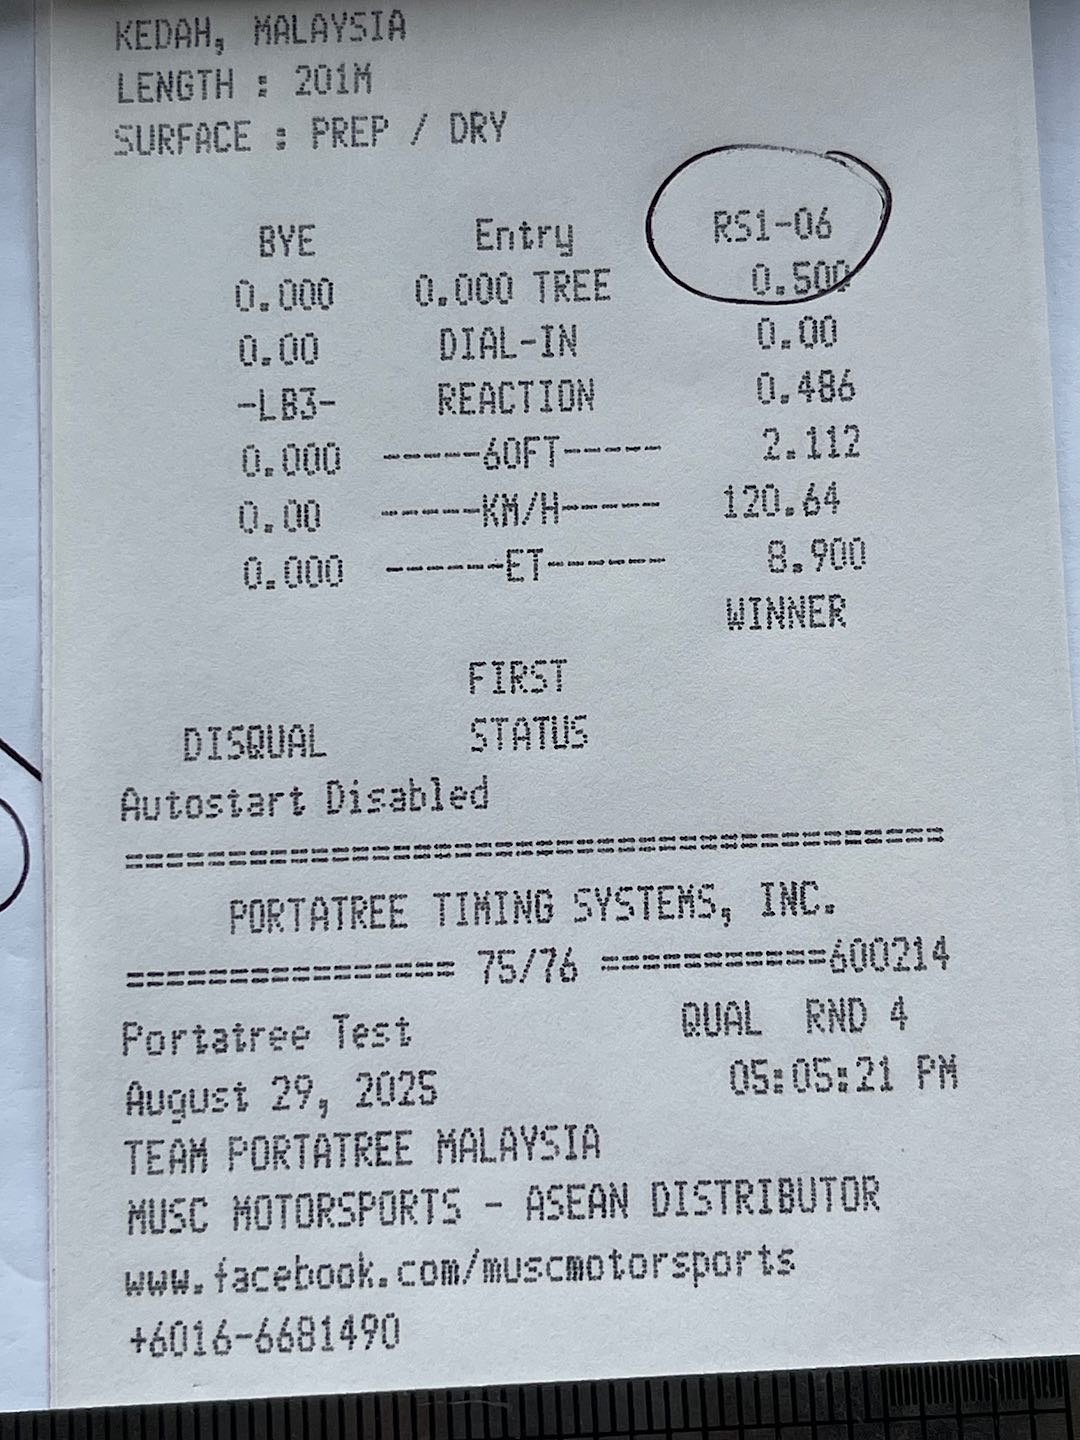 KEDAH, MALAYSIA
LENGTH : 201M
SURFACE : PREP / DRY
BYE Entry RS1-06
0.000 0.000 TREE 0.500
0.00 DIAL-IN 0.00
-LB3- REACTION 0.486
0.000 -----60FT----- 2.112
0.00 -----KM/H----- 120.64
0.000 ------ET------ 8.900
WINNER
FIRST
DISQUAL STATUS
Autostart Disabled
=========================================
PORTATREE TIMING SYSTEMS, INC.
================ 75/76 ===========600214
Portatree Test QUAL RND 4
August 29, 2025 05:05:21 PM
TEAM PORTATREE MALAYSIA
MUSC MOTORSPORTS - ASEAN DISTRIBUTOR
www.facebook.com/muscmotorsports
+6016-6681490